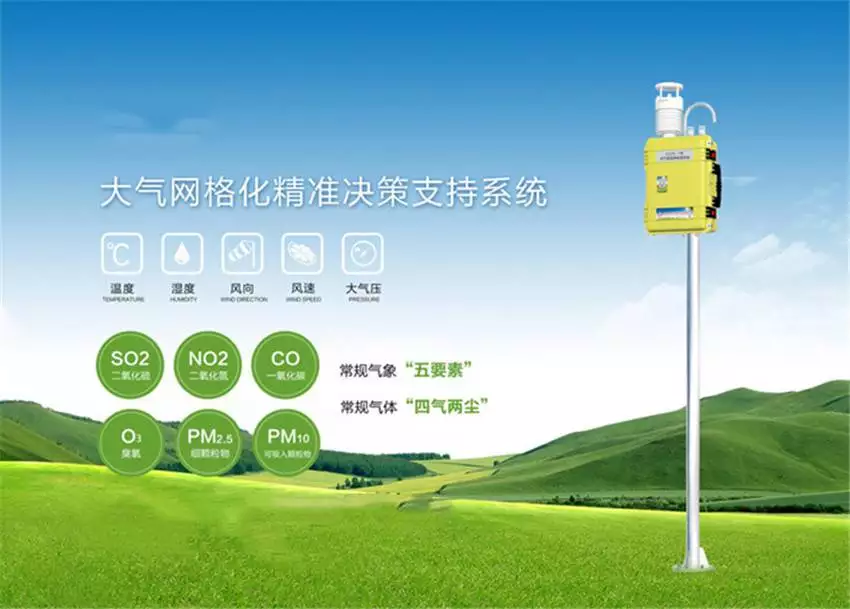 大气网格化精准决策支持系统
°C
温度 湿度 风向 风速 大气压
TEMPERATURE HUMIDITY WIND DIRECTION WIND SPEED PRESSURE
SO2 NO2 CO
二氧化硫 二氧化氮 一氧化碳
常规气象“五要素”
常规气体“四气两尘”
O3 PM2.5 PM10
臭氧 细颗粒物 可吸入颗粒物